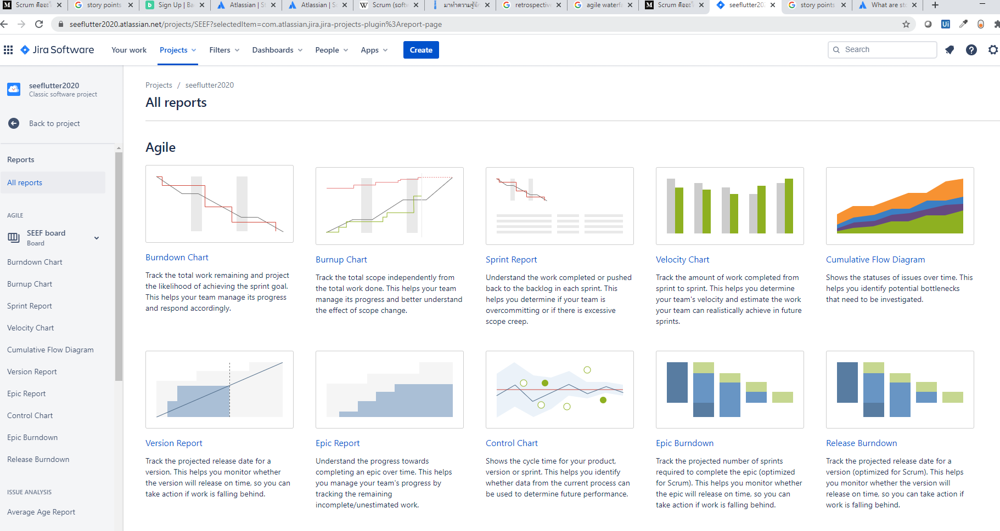 Scrum คืออะไ
story points
Sign Up | Ba
Atlassian | S
Atlassian | S
Scrum (softw
มาทำความรู้จัก
retrospective
agile waterfa
Scrum คืออะไ
seeflutter202
story points
What are sto
seeflutter2020.atlassian.net/projects/SEEF?selectedItem=com.atlassian.jira.jira-projects-plugin%3Areport-page
Ui
Jira Software
Your work
Projects
Filters
Dashboards
People
Apps
Create
Search
seeflutter2020
Classic software project
Back to project
Reports
All reports
AGILE
SEEF board
Board
Burndown Chart
Burnup Chart
Sprint Report
Velocity Chart
Cumulative Flow Diagram
Version Report
Epic Report
Control Chart
Epic Burndown
Release Burndown
ISSUE ANALYSIS
Average Age Report
Projects / seeflutter2020
All reports
Agile
Burndown Chart
Track the total work remaining and project
the likelihood of achieving the sprint goal.
This helps your team manage its progress
and respond accordingly.
Burnup Chart
Track the total scope independently from
the total work done. This helps your team
manage its progress and better understand
the effect of scope change.
Sprint Report
Understand the work completed or pushed
back to the backlog in each sprint. This
helps you determine if your team is
overcommitting or if there is excessive
scope creep.
Velocity Chart
Track the amount of work completed from
sprint to sprint. This helps you determine
your team's velocity and estimate the work
your team can realistically achieve in future
sprints.
Cumulative Flow Diagram
Shows the statuses of issues over time. This
helps you identify potential bottlenecks
that need to be investigated.
Version Report
Track the projected release date for a
version. This helps you monitor whether
the version will release on time, so you can
take action if work is falling behind.
Epic Report
Understand the progress towards
completing an epic over time. This helps
you manage your team's progress by
tracking the remaining
incomplete/unestimated work.
Control Chart
Shows the cycle time for your product,
version or sprint. This helps you identify
whether data from the current process can
be used to determine future performance.
Epic Burndown
Track the projected number of sprints
required to complete the epic (optimized
for Scrum). This helps you monitor whether
the epic will release on time, so you can
take action if work is falling behind.
Release Burndown
Track the projected release date for a
version (optimized for Scrum). This helps
you monitor whether the version will
release on time, so you can take action if
work is falling behind.